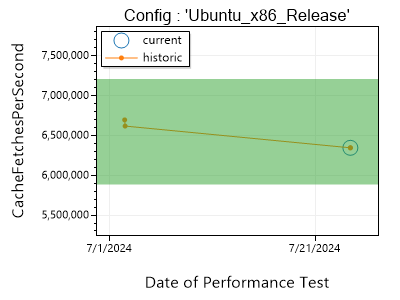 Config : 'Ubuntu_x86_Release'
current
historic
CacheFetchesPerSecond
7,500,000
7,000,000
6,500,000
6,000,000
5,500,000
7/1/2024 7/21/2024
Date of Performance Test